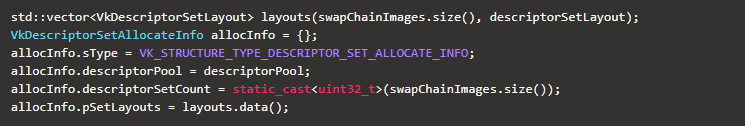 std::vector<VkDescriptorSetLayout> layouts(swapChainImages.size(), descriptorSetLayout);
VkDescriptorSetAllocateInfo allocInfo = {};
allocInfo.sType = VK_STRUCTURE_TYPE_DESCRIPTOR_SET_ALLOCATE_INFO;
allocInfo.descriptorPool = descriptorPool;
allocInfo.descriptorSetCount = static_cast<uint32_t>(swapChainImages.size());
allocInfo.pSetLayouts = layouts.data();